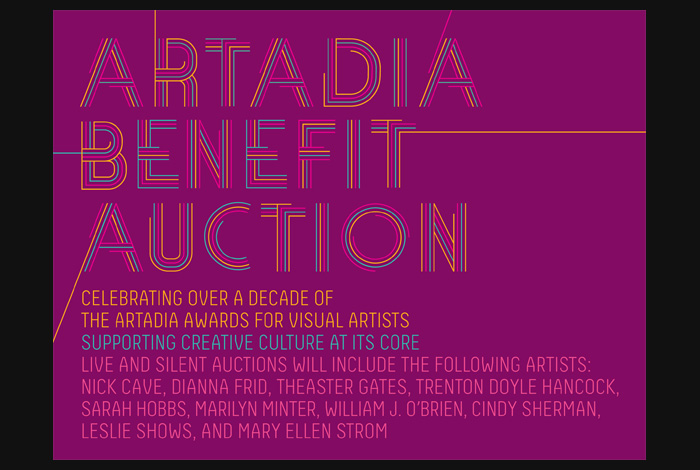 ARTADIA
BENEFIT
AUCTION
CELEBRATING OVER A DECADE OF
THE ARTADIA AWARDS FOR VISUAL ARTISTS
SUPPORTING CREATIVE CULTURE AT ITS CORE
LIVE AND SILENT AUCTIONS WILL INCLUDE THE FOLLOWING ARTISTS:
NICK CAVE, DIANNA FRID, THEASTER GATES, TRENTON DOYLE HANCOCK,
SARAH HOBBS, MARILYN MINTER, WILLIAM J. O'BRIEN, CINDY SHERMAN,
LESLIE SHOWS, AND MARY ELLEN STROM